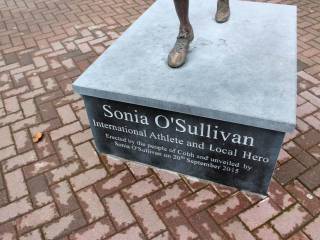 Sonia O'Sullivan
International Athlete and Local Hero
Erected by the people of Cobh and unveiled by
Sonia O'Sullivan on 20th September 2015